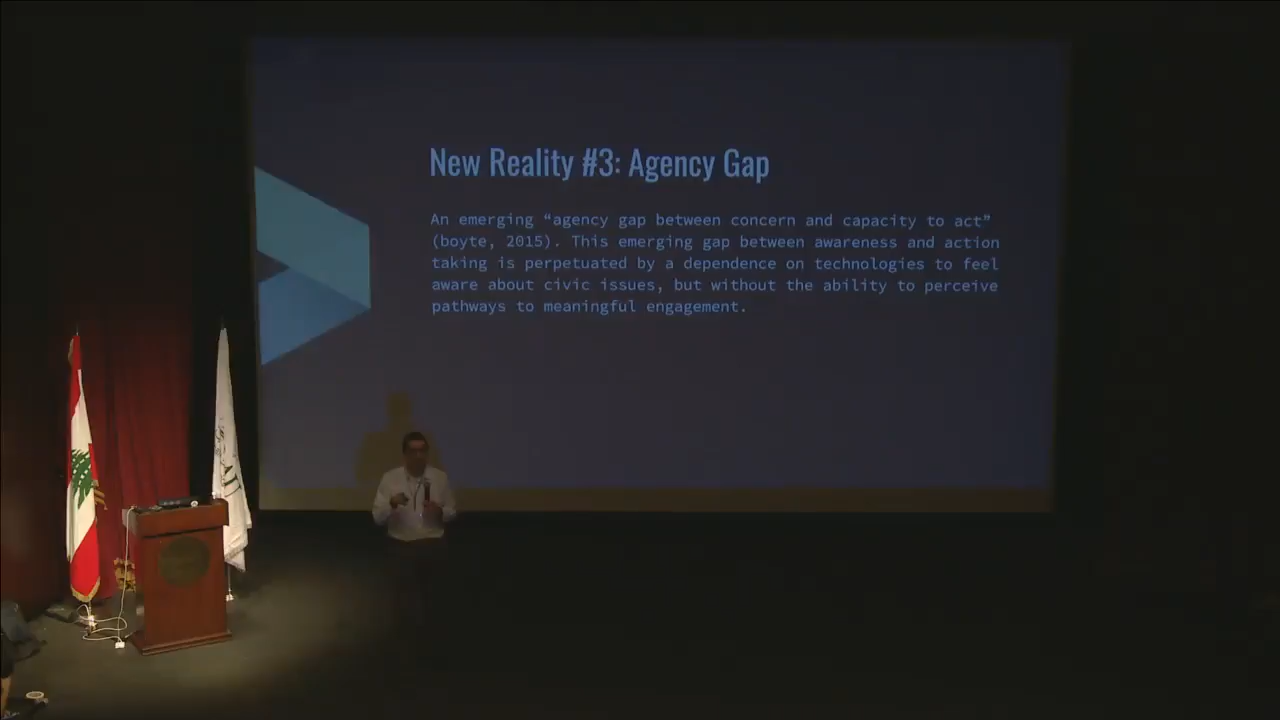 New Reality #3: Agency Gap
An emerging “agency gap between concern and capacity to act”
(boyte, 2015). This emerging gap between awareness and action
taking is perpetuated by a dependence on technologies to feel
aware about civic issues, but without the ability to perceive
pathways to meaningful engagement.